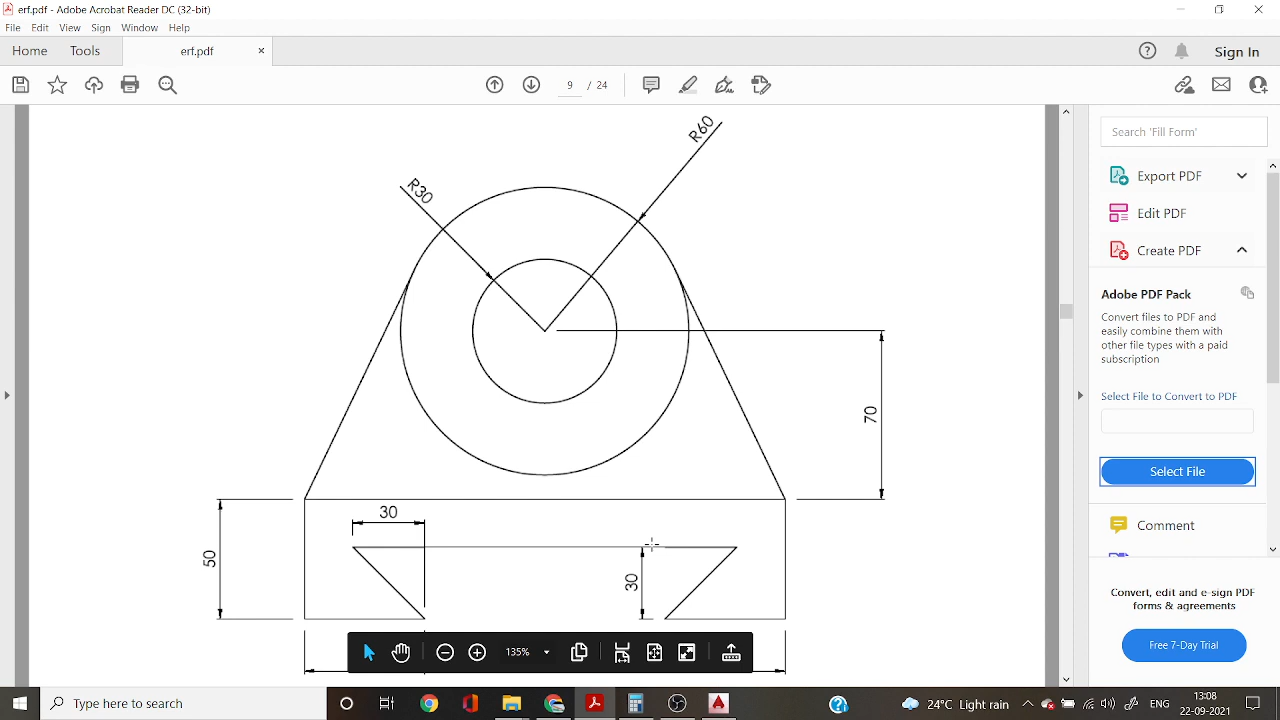 erf.pdf - Adobe Acrobat Reader DC (32-bit)
File Edit View Sign Window Help
Home Tools erf.pdf × Sign In
9 / 24
Search 'Fill Form'
Export PDF
Edit PDF
Create PDF
Adobe PDF Pack
Convert files to PDF and
easily combine them with
other file types with a paid
subscription
Select File to Convert to PDF
Select File
Comment
Convert, edit and e-sign PDF
forms & agreements
Free 7-Day Trial
R60
R30
70
30
50
30
135%
Type here to search
24°C Light rain
ENG
13:08
22-09-2021